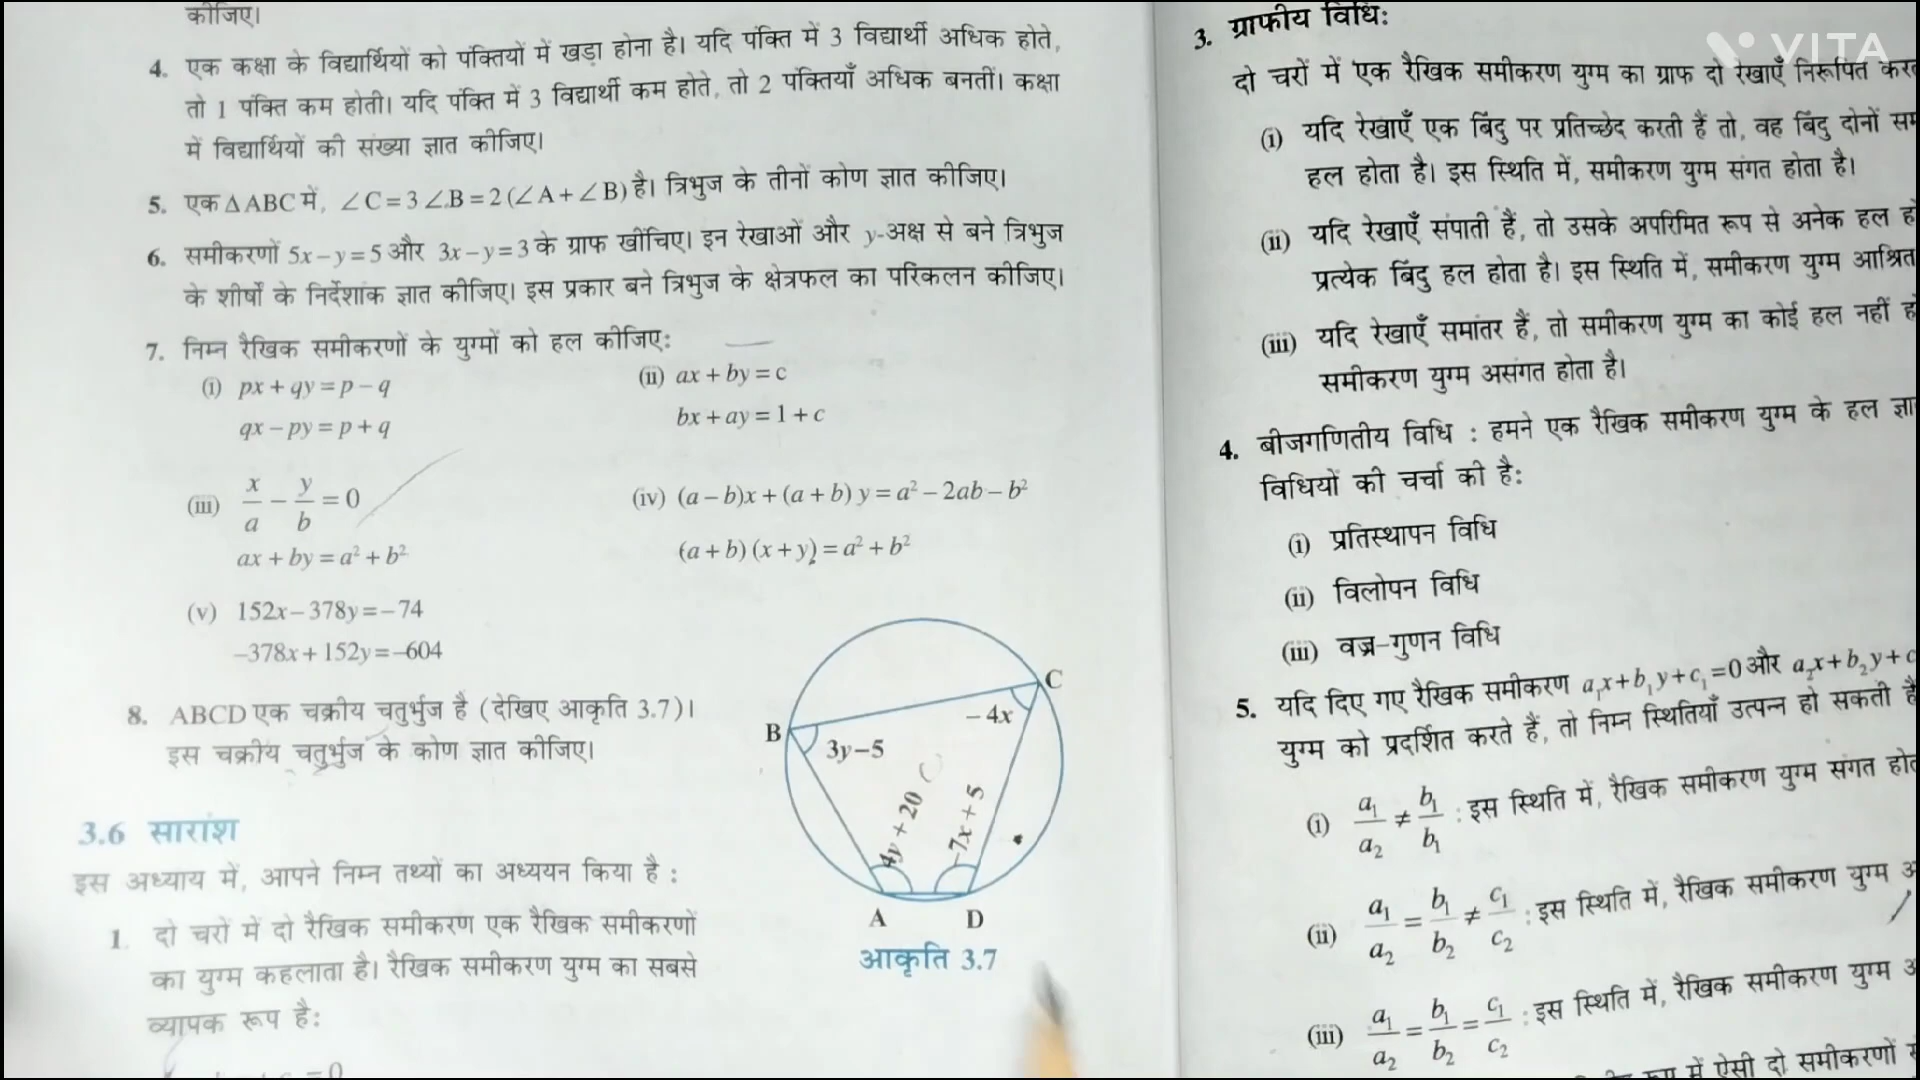 कीजिए।
4. एक कक्षा के विद्यार्थियों को पंक्तियों में खड़ा होना है। यदि पंक्ति में 3 विद्यार्थी अधिक होते,
तो 1 पंक्ति कम होती। यदि पंक्ति में 3 विद्यार्थी कम होते, तो 2 पंक्तियाँ अधिक बनतीं। कक्षा
में विद्यार्थियों की संख्या ज्ञात कीजिए।
5. एक ΔABC में, ∠C=3∠B=2(∠A+∠B) है। त्रिभुज के तीनों कोण ज्ञात कीजिए।
6. समीकरणों 5x–y=5 और 3x–y=3 के ग्राफ खींचिए। इन रेखाओं और y-अक्ष से बने त्रिभुज
के शीर्षों के निर्देशांक ज्ञात कीजिए। इस प्रकार बने त्रिभुज के क्षेत्रफल का परिकलन कीजिए।
7. निम्न रैखिक समीकरणों के युग्मों को हल कीजिए:
(i) px+qy=p–q
qx–py=p+q
(ii) ax+by=c
bx+ay=1+c
(iii) x/a – y/b = 0
ax+by=a²+b²
(iv) (a–b)x+(a+b)y=a²–2ab–b²
(a+b)(x+y)=a²+b²
(v) 152x–378y=–74
–378x+152y=–604
8. ABCD एक चक्रीय चतुर्भुज है (देखिए आकृति 3.7)।
इस चक्रीय चतुर्भुज के कोण ज्ञात कीजिए।
B
C
3y–5
–4x
4y+20
–7x+5
A
D
आकृति 3.7
3.6 सारांश
इस अध्याय में, आपने निम्न तथ्यों का अध्ययन किया है :
1. दो चरों में दो रैखिक समीकरण एक रैखिक समीकरणों
का युग्म कहलाता है। रैखिक समीकरण युग्म का सबसे
व्यापक रूप है:
=0
VITA
3. ग्राफीय विधि:
दो चरों में एक रैखिक समीकरण युग्म का ग्राफ दो रेखाएँ निरूपित
(i) यदि रेखाएँ एक बिंदु पर प्रतिच्छेद करती हैं तो, वह बिंदु दोनों
हल होता है। इस स्थिति में, समीकरण युग्म संगत होता है।
(ii) यदि रेखाएँ संपाती हैं, तो उसके अपरिमित रूप से अनेक हल
प्रत्येक बिंदु हल होता है। इस स्थिति में, समीकरण युग्म आश्रित
(iii) यदि रेखाएँ समांतर हैं, तो समीकरण युग्म का कोई हल नहीं
समीकरण युग्म असंगत होता है।
4. बीजगणितीय विधि : हमने एक रैखिक समीकरण युग्म के हल
विधियों की चर्चा की है:
(i) प्रतिस्थापन विधि
(ii) विलोपन विधि
(iii) वज्र-गुणन विधि
5. यदि दिए गए रैखिक समीकरण a₁x+b₁y+c₁=0 और a₂x+b₂y+c
युग्म को प्रदर्शित करते हैं, तो निम्न स्थितियाँ उत्पन्न हो सकती
(i) a₁/a₂ ≠ b₁/b₁ : इस स्थिति में, रैखिक समीकरण युग्म संगत
(ii) a₁/a₂ = b₁/b₂ ≠ c₁/c₂ : इस स्थिति में, रैखिक समीकरण युग्म
(iii) a₁/a₂ = b₁/b₂ = c₁/c₂ : इस स्थिति में, रैखिक समीकरण युग्म
में ऐसी दो समीकरणों